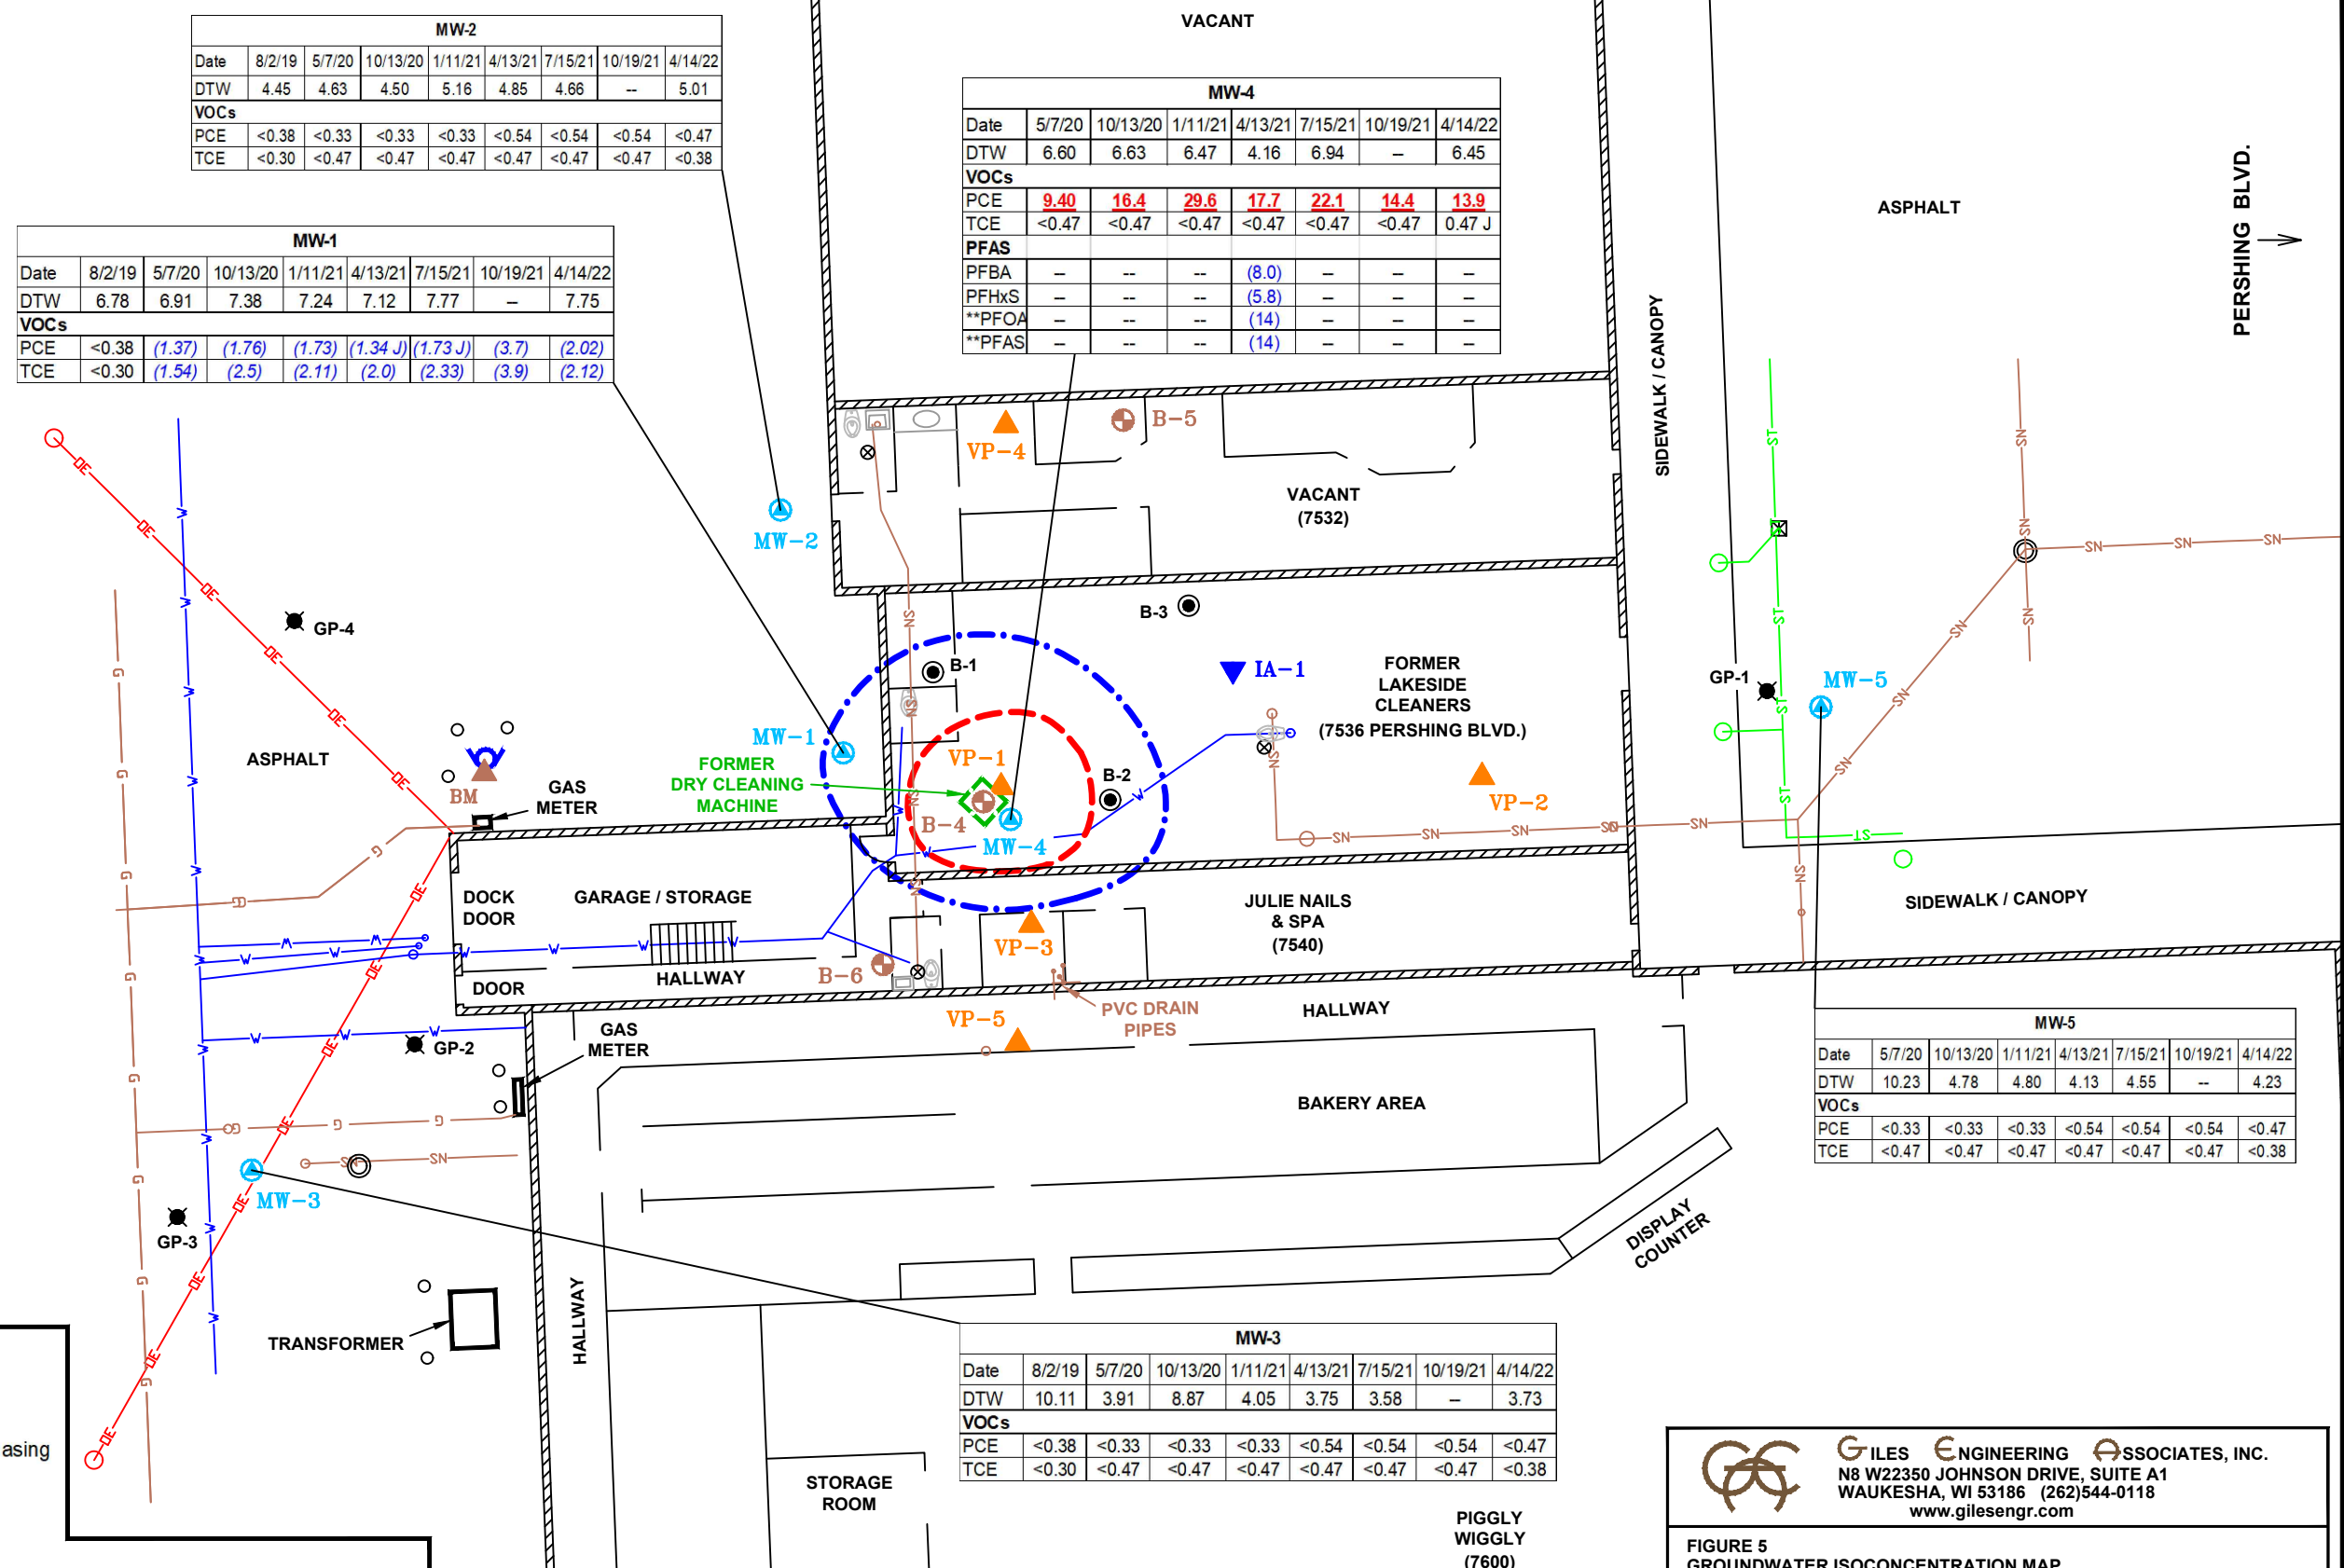 VACANT
MW-2
Date 8/2/19 5/7/20 10/13/20 1/11/21 4/13/21 7/15/21 10/19/21 4/14/22
DTW 4.45 4.63 4.50 5.16 4.85 4.66 -- 5.01
VOCs
PCE <0.38 <0.33 <0.33 <0.33 <0.54 <0.54 <0.54 <0.47
TCE <0.30 <0.47 <0.47 <0.47 <0.47 <0.47 <0.47 <0.38
MW-4
Date 5/7/20 10/13/20 1/11/21 4/13/21 7/15/21 10/19/21 4/14/22
DTW 6.60 6.63 6.47 4.16 6.94 – 6.45
VOCs
PCE 9.40 16.4 29.6 17.7 22.1 14.4 13.9
TCE <0.47 <0.47 <0.47 <0.47 <0.47 <0.47 0.47 J
PFAS
PFBA – -- -- (8.0) – – –
PFHxS – -- -- (5.8) – – –
**PFOA – -- -- (14) – – –
**PFAS – -- -- (14) – – –
MW-1
Date 8/2/19 5/7/20 10/13/20 1/11/21 4/13/21 7/15/21 10/19/21 4/14/22
DTW 6.78 6.91 7.38 7.24 7.12 7.77 – 7.75
VOCs
PCE <0.38 (1.37) (1.76) (1.73) (1.34 J) (1.73 J) (3.7) (2.02)
TCE <0.30 (1.54) (2.5) (2.11) (2.0) (2.33) (3.9) (2.12)
ASPHALT
PERSHING BLVD.
SIDEWALK / CANOPY
VP-4
B-5
VACANT
(7532)
MW-2
GP-4
B-3
B-1
IA-1
FORMER
LAKESIDE
CLEANERS
(7536 PERSHING BLVD.)
GP-1
MW-5
MW-1
ASPHALT
BM
GAS
METER
FORMER
DRY CLEANING
MACHINE
VP-1
B-2
VP-2
B-4
MW-4
DOCK
DOOR
GARAGE / STORAGE
JULIE NAILS
& SPA
(7540)
SIDEWALK / CANOPY
VP-3
B-6
HALLWAY
DOOR
PVC DRAIN
PIPES
HALLWAY
VP-5
GAS
METER
GP-2
BAKERY AREA
MW-5
Date 5/7/20 10/13/20 1/11/21 4/13/21 7/15/21 10/19/21 4/14/22
DTW 10.23 4.78 4.80 4.13 4.55 -- 4.23
VOCs
PCE <0.33 <0.33 <0.33 <0.54 <0.54 <0.54 <0.47
TCE <0.47 <0.47 <0.47 <0.47 <0.47 <0.47 <0.38
MW-3
GP-3
DISPLAY
COUNTER
TRANSFORMER
HALLWAY
MW-3
Date 8/2/19 5/7/20 10/13/20 1/11/21 4/13/21 7/15/21 10/19/21 4/14/22
DTW 10.11 3.91 8.87 4.05 3.75 3.58 – 3.73
VOCs
PCE <0.38 <0.33 <0.33 <0.33 <0.54 <0.54 <0.54 <0.47
TCE <0.30 <0.47 <0.47 <0.47 <0.47 <0.47 <0.47 <0.38
asing
STORAGE
ROOM
PIGGLY
WIGGLY
(7600)
GILES ENGINEERING ASSOCIATES, INC.
N8 W22350 JOHNSON DRIVE, SUITE A1
WAUKESHA, WI 53186 (262)544-0118
www.gilesengr.com
FIGURE 5
GROUNDWATER ISOCONCENTRATION MAP